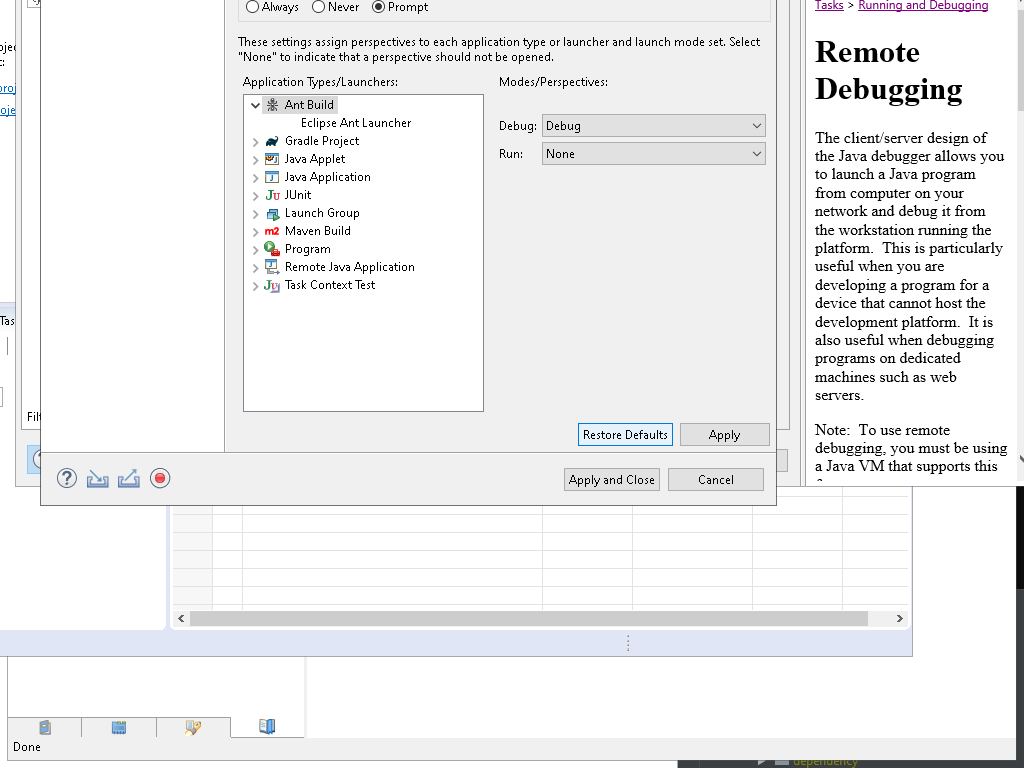 Always Never Prompt
These settings assign perspectives to each application type or launcher and launch mode set. Select
"None" to indicate that a perspective should not be opened.
Application Types/Launchers:
Modes/Perspectives:
Ant Build
Eclipse Ant Launcher
Gradle Project
Java Applet
Java Application
JUnit
Launch Group
Maven Build
Program
Remote Java Application
Task Context Test
Debug: Debug
Run: None
Restore Defaults
Apply
Apply and Close
Cancel
Tasks > Running and Debugging
Remote
Debugging
The client/server design of
the Java debugger allows you
to launch a Java program
from computer on your
network and debug it from
the workstation running the
platform. This is particularly
useful when you are
developing a program for a
device that cannot host the
development platform. It is
also useful when debugging
programs on dedicated
machines such as web
servers.
Note: To use remote
debugging, you must be using
a Java VM that supports this
Tas
Done
dependency